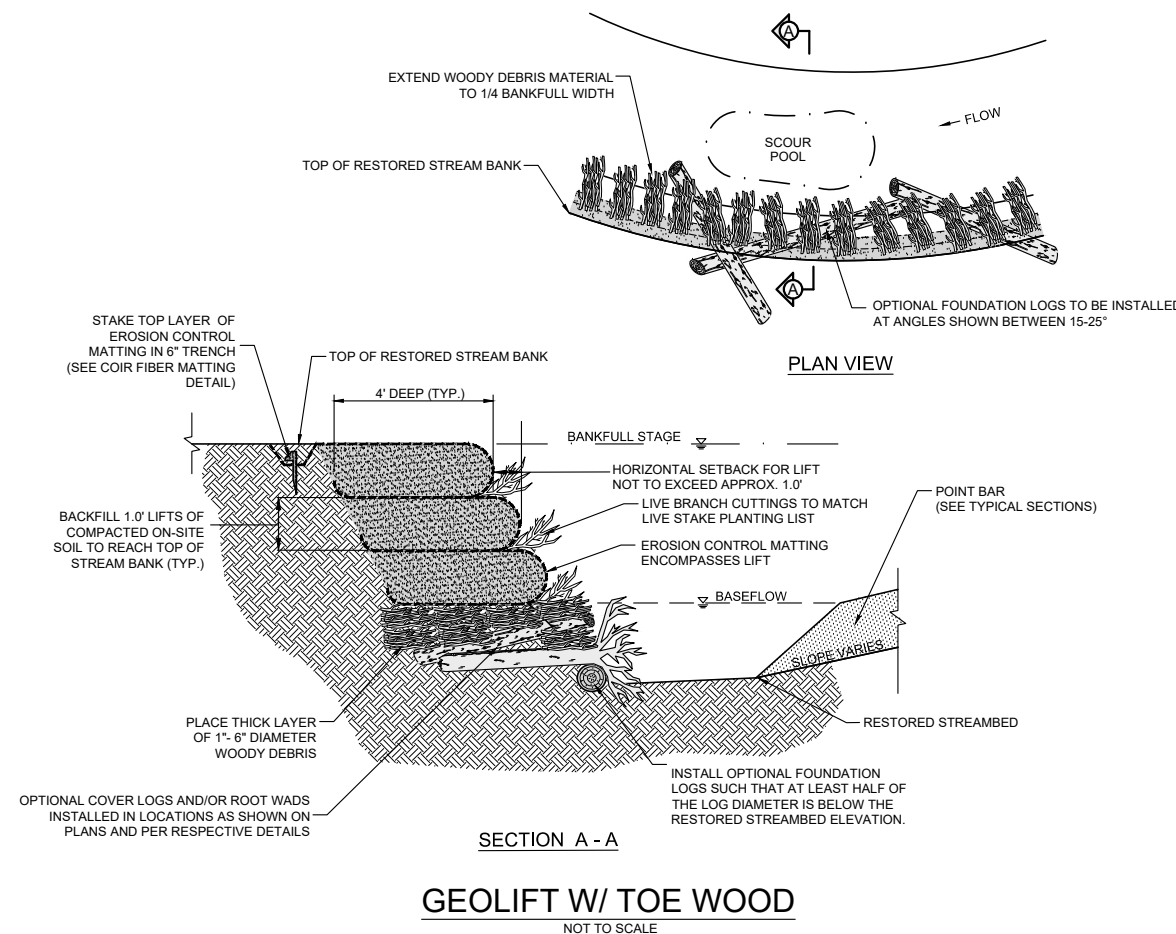 A
EXTEND WOODY DEBRIS MATERIAL
TO 1/4 BANKFULL WIDTH
FLOW
SCOUR
POOL
TOP OF RESTORED STREAM BANK
A
OPTIONAL FOUNDATION LOGS TO BE INSTALLED
AT ANGLES SHOWN BETWEEN 15-25°
PLAN VIEW
STAKE TOP LAYER OF
EROSION CONTROL
MATTING IN 6" TRENCH
(SEE COIR FIBER MATTING
DETAIL)
TOP OF RESTORED STREAM BANK
4' DEEP (TYP.)
BANKFULL STAGE
HORIZONTAL SETBACK FOR LIFT
NOT TO EXCEED APPROX. 1.0'
LIVE BRANCH CUTTINGS TO MATCH
LIVE STAKE PLANTING LIST
EROSION CONTROL MATTING
ENCOMPASSES LIFT
POINT BAR
(SEE TYPICAL SECTIONS)
BACKFILL 1.0' LIFTS OF
COMPACTED ON-SITE
SOIL TO REACH TOP OF
STREAM BANK (TYP.)
BASEFLOW
SLOPE VARIES
RESTORED STREAMBED
PLACE THICK LAYER
OF 1"- 6" DIAMETER
WOODY DEBRIS
OPTIONAL COVER LOGS AND/OR ROOT WADS
INSTALLED IN LOCATIONS AS SHOWN ON
PLANS AND PER RESPECTIVE DETAILS
INSTALL OPTIONAL FOUNDATION
LOGS SUCH THAT AT LEAST HALF OF
THE LOG DIAMETER IS BELOW THE
RESTORED STREAMBED ELEVATION.
SECTION A - A
GEOLIFT W/ TOE WOOD
NOT TO SCALE